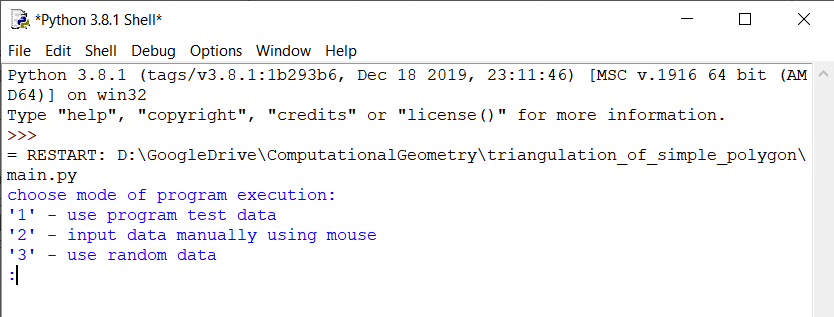 *Python 3.8.1 Shell*
File Edit Shell Debug Options Window Help
Python 3.8.1 (tags/v3.8.1:1b293b6, Dec 18 2019, 23:11:46) [MSC v.1916 64 bit (AM
D64)] on win32
Type "help", "copyright", "credits" or "license()" for more information.
>>>
= RESTART: D:\GoogleDrive\ComputationalGeometry\triangulation_of_simple_polygon\
main.py
choose mode of program execution:
'1' - use program test data
'2' - input data manually using mouse
'3' - use random data
: